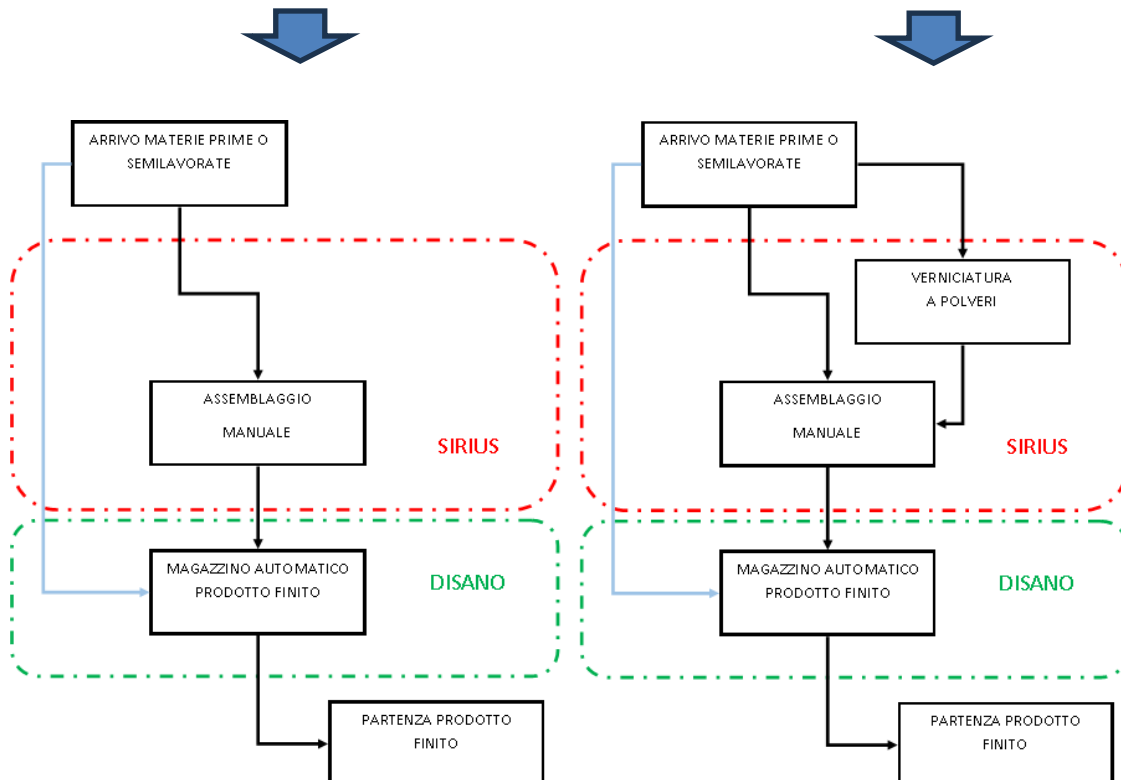 ARRIVO MATERIE PRIME O
SEMILAVORATE
ASSEMBLAGGIO
MANUALE
SIRIUS
MAGAZZINO AUTOMATICO
PRODOTTO FINITO
DISANO
PARTENZA PRODOTTO
FINITO
ARRIVO MATERIE PRIME O
SEMILAVORATE
VERNICIATURA
A POLVERI
ASSEMBLAGGIO
MANUALE
SIRIUS
MAGAZZINO AUTOMATICO
PRODOTTO FINITO
DISANO
PARTENZA PRODOTTO
FINITO